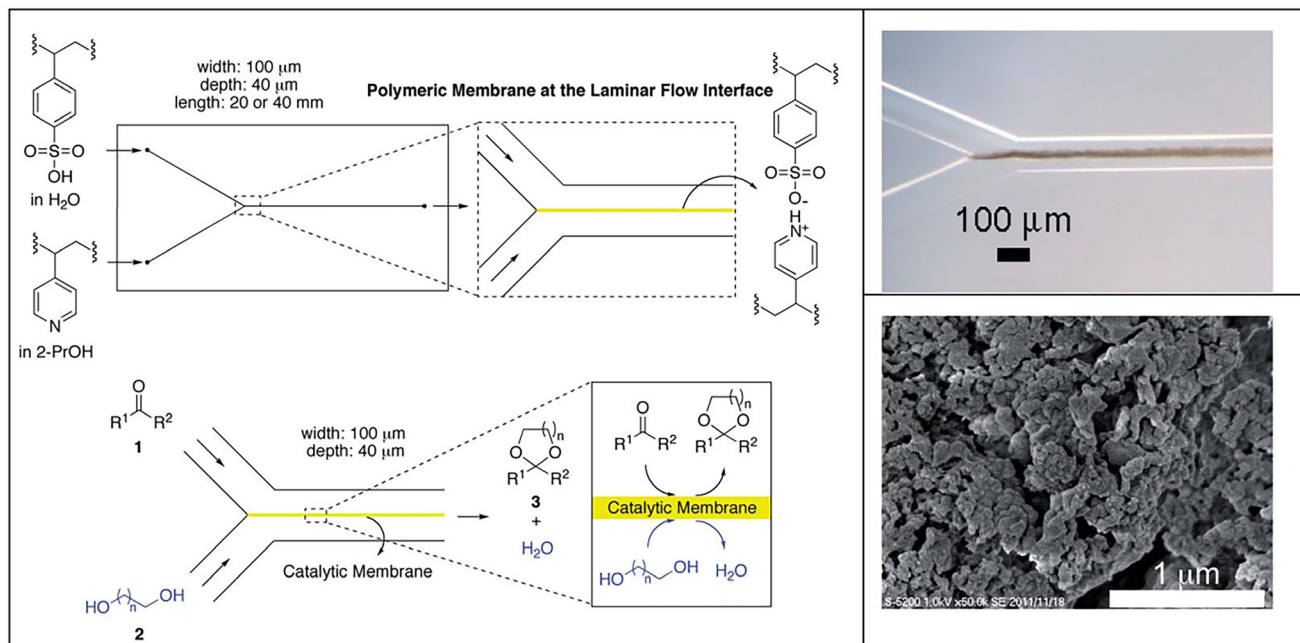 width: 100 μm
depth: 40 μm
length: 20 or 40 mm
Polymeric Membrane at the Laminar Flow Interface
O=S=O
OH
in H₂O
N
in 2-PrOH
O=S=O
O-
H
N+
100 μm
O
R¹ R²
1
width: 100 μm
depth: 40 μm
( )n
O O
R¹ R²
3
+
H₂O
Catalytic Membrane
HO ( )n OH
2
O
R¹ R²
( )n
O O
R¹ R²
Catalytic Membrane
HO ( )n OH H₂O
1 μm
S-5200 1.0kV x50.0k SE 2011/11/18